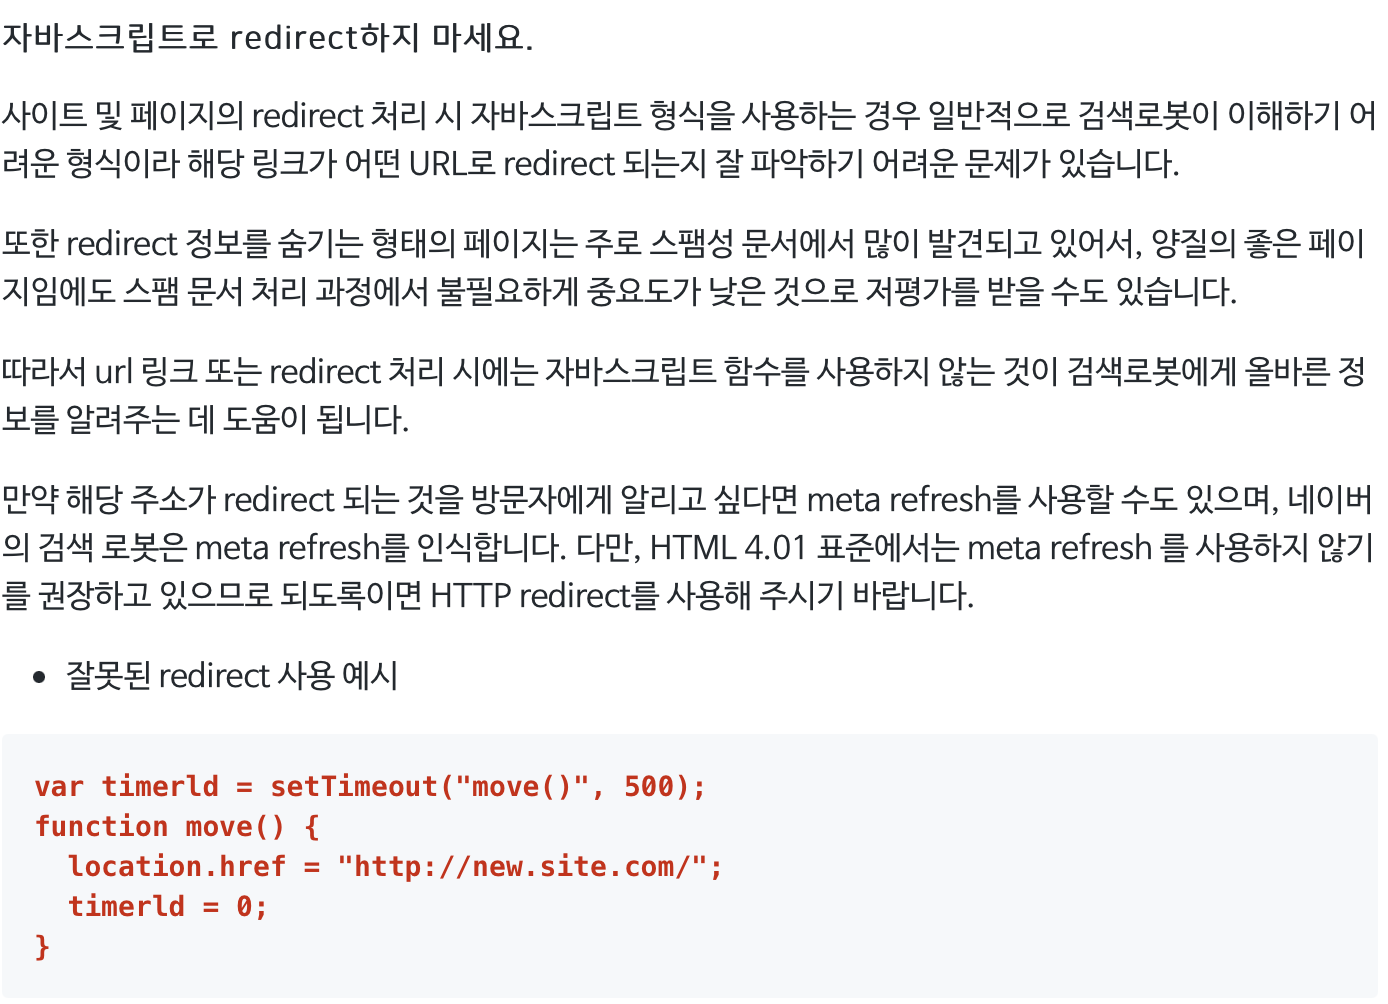 자바스크립트로 redirect하지 마세요.
사이트 및 페이지의 redirect 처리 시 자바스크립트 형식을 사용하는 경우 일반적으로 검색로봇이 이해하기 어
려운 형식이라 해당 링크가 어떤 URL로 redirect 되는지 잘 파악하기 어려운 문제가 있습니다.
또한 redirect 정보를 숨기는 형태의 페이지는 주로 스팸성 문서에서 많이 발견되고 있어서, 양질의 좋은 페이
지임에도 스팸 문서 처리 과정에서 불필요하게 중요도가 낮은 것으로 저평가를 받을 수도 있습니다.
따라서 url 링크 또는 redirect 처리 시에는 자바스크립트 함수를 사용하지 않는 것이 검색로봇에게 올바른 정
보를 알려주는 데 도움이 됩니다.
만약 해당 주소가 redirect 되는 것을 방문자에게 알리고 싶다면 meta refresh를 사용할 수도 있으며, 네이버
의 검색 로봇은 meta refresh를 인식합니다. 다만, HTML 4.01 표준에서는 meta refresh 를 사용하지 않기
를 권장하고 있으므로 되도록이면 HTTP redirect를 사용해 주시기 바랍니다.
• 잘못된 redirect 사용 예시
var timerld = setTimeout("move()", 500);
function move() {
  location.href = "http://new.site.com/";
  timerld = 0;
}